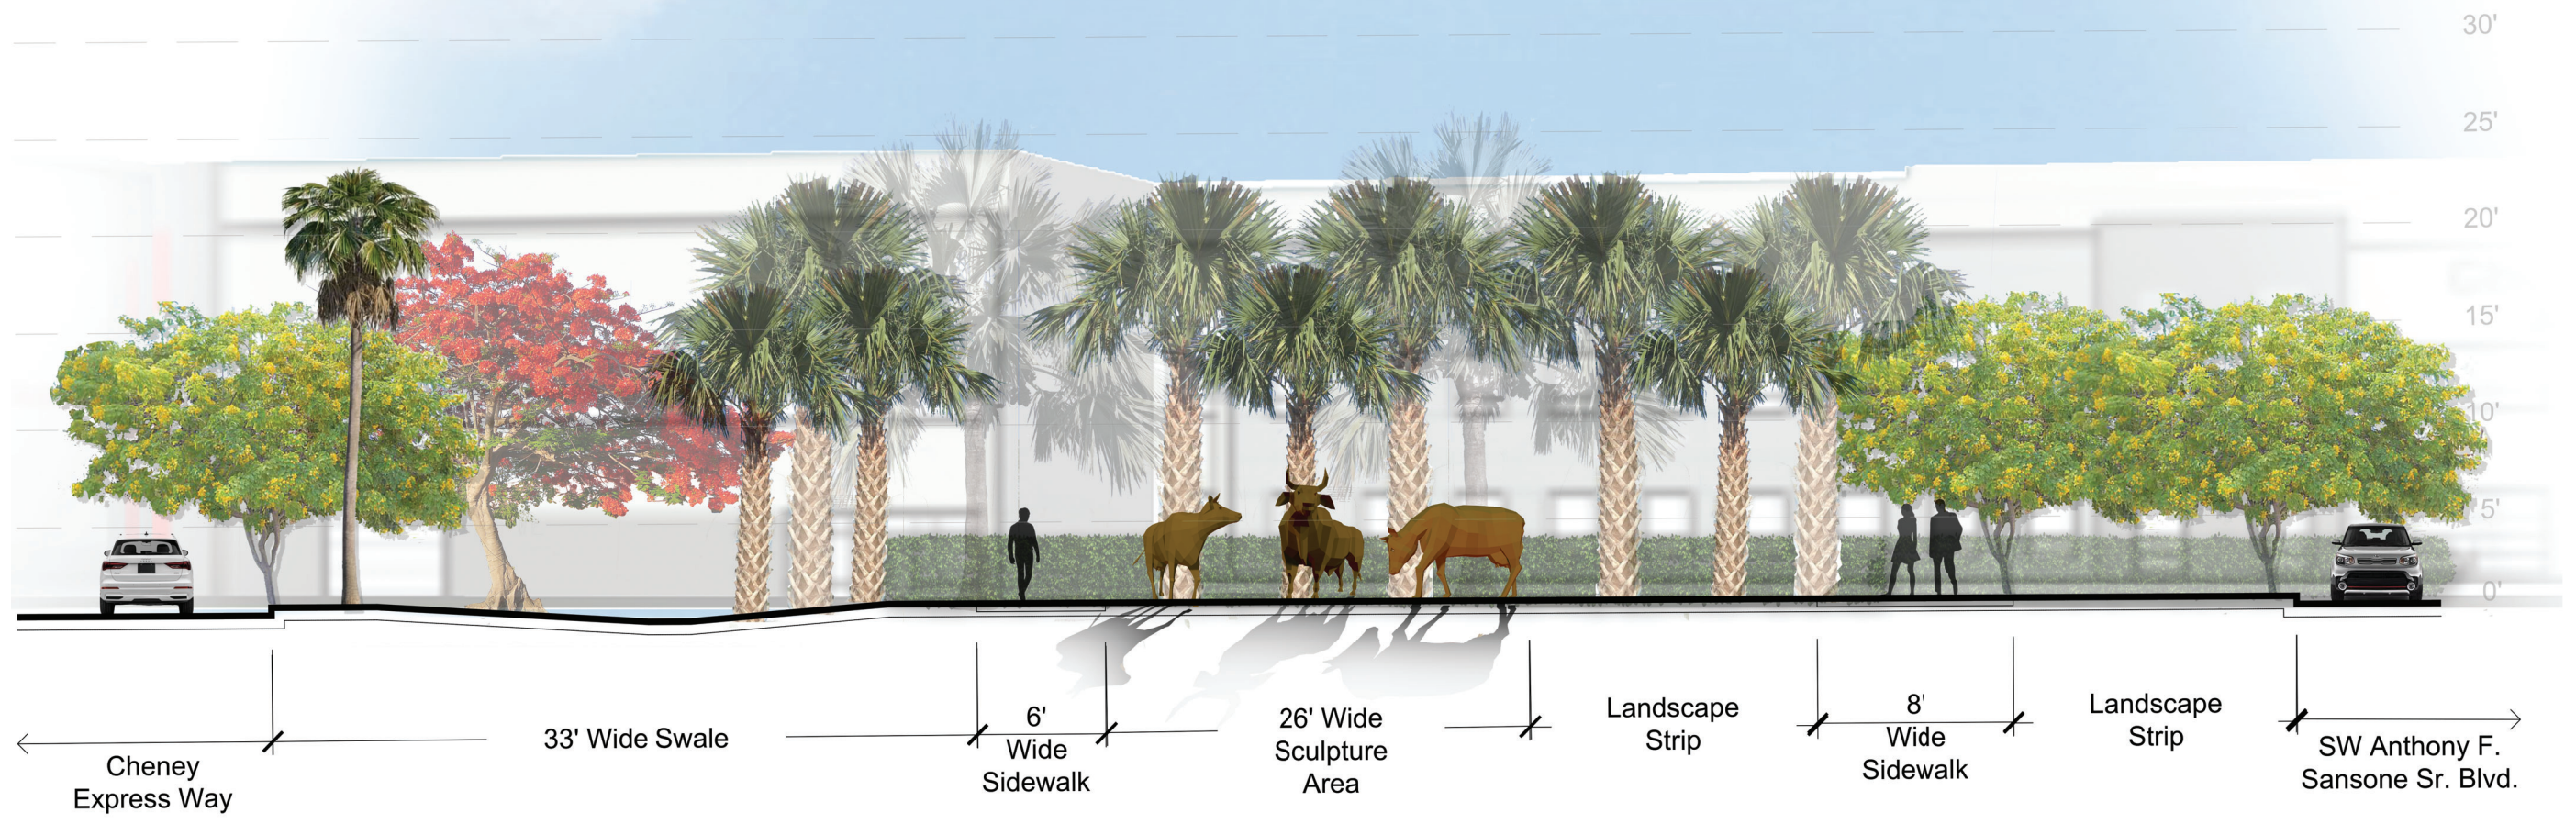 30'
25'
20'
15'
10'
5'
0'
Cheney
Express Way
33' Wide Swale
6'
Wide
Sidewalk
26' Wide
Sculpture
Area
Landscape
Strip
8'
Wide
Sidewalk
Landscape
Strip
SW Anthony F.
Sansone Sr. Blvd.